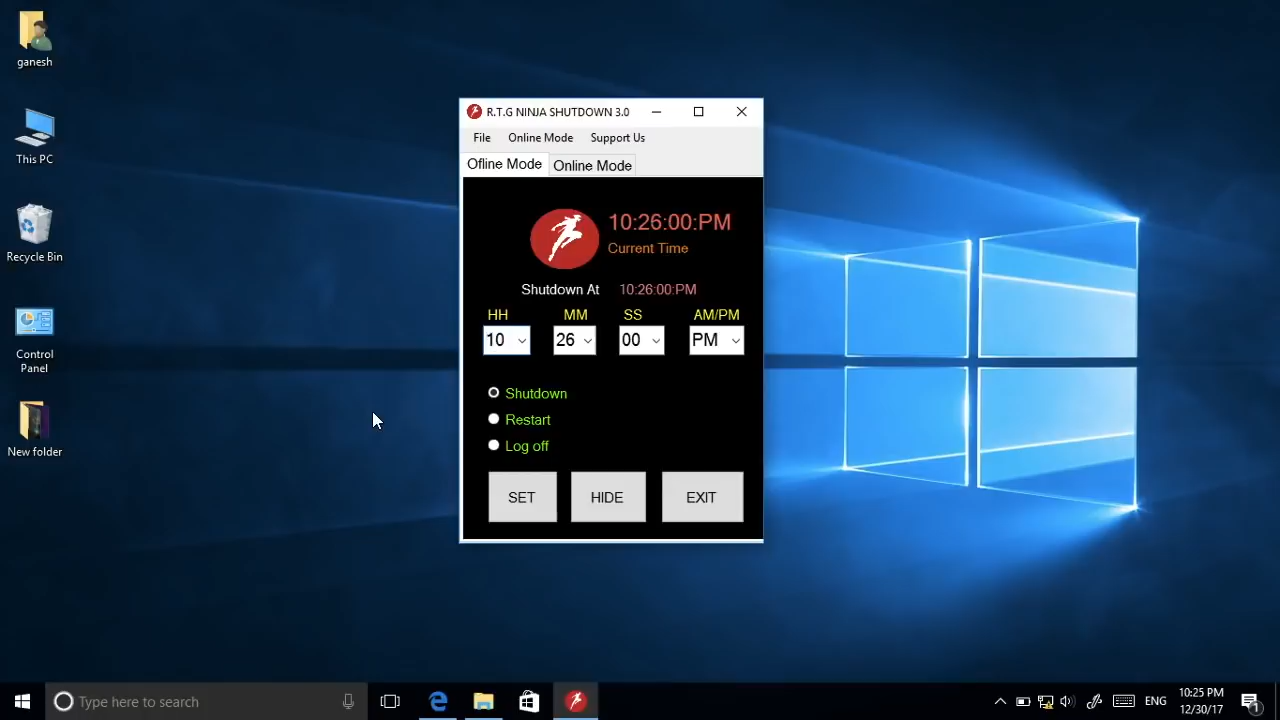 ganesh
This PC
Recycle Bin
Control
Panel
New folder
R.T.G NINJA SHUTDOWN 3.0
File Online Mode Support Us
Ofline Mode Online Mode
10:26:00:PM
Current Time
Shutdown At 10:26:00:PM
HH MM SS AM/PM
10 26 00 PM
Shutdown
Restart
Log off
SET HIDE EXIT
Type here to search
ENG
10:25 PM
12/30/17
1